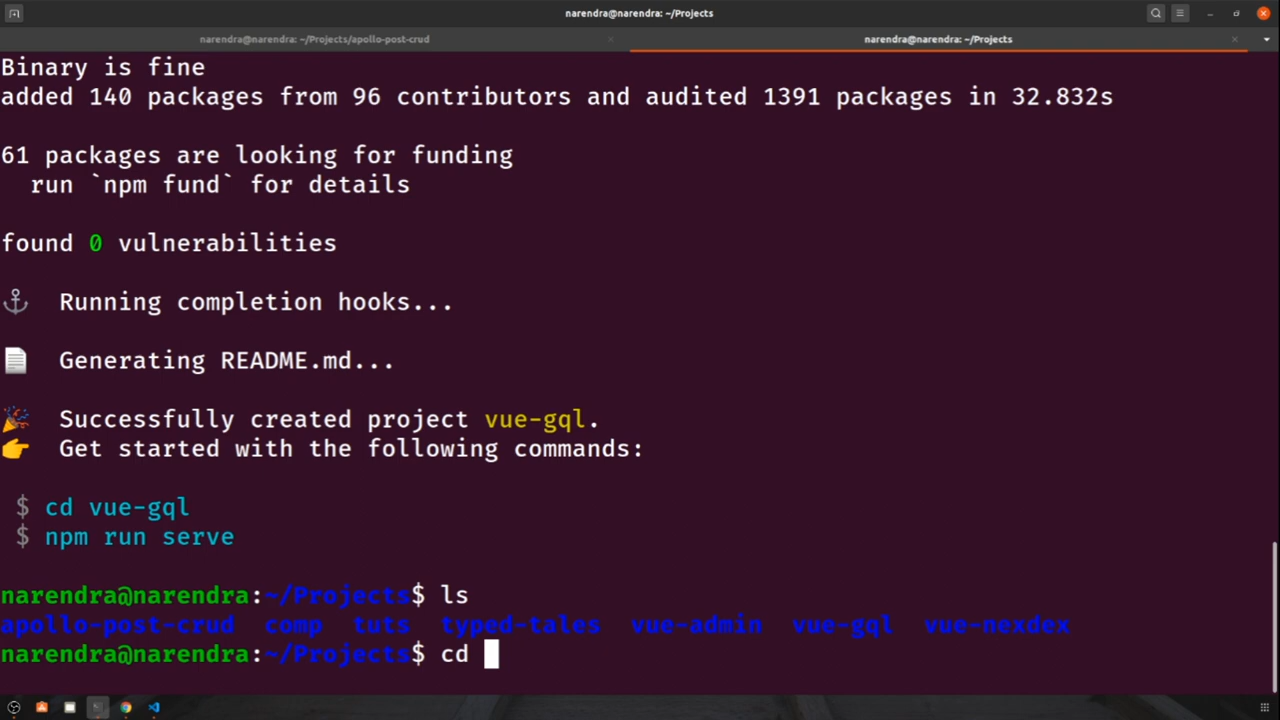 narendra@narendra: ~/Projects
narendra@narendra: ~/Projects/apollo-post-crud
narendra@narendra: ~/Projects
Binary is fine
added 140 packages from 96 contributors and audited 1391 packages in 32.832s
61 packages are looking for funding
run `npm fund` for details
found 0 vulnerabilities
Running completion hooks...
Generating README.md...
Successfully created project vue-gql.
Get started with the following commands:
$ cd vue-gql
$ npm run serve
narendra@narendra:~/Projects$ ls
apollo-post-crud comp tuts typed-tales vue-admin vue-gql vue-nexdex
narendra@narendra:~/Projects$ cd